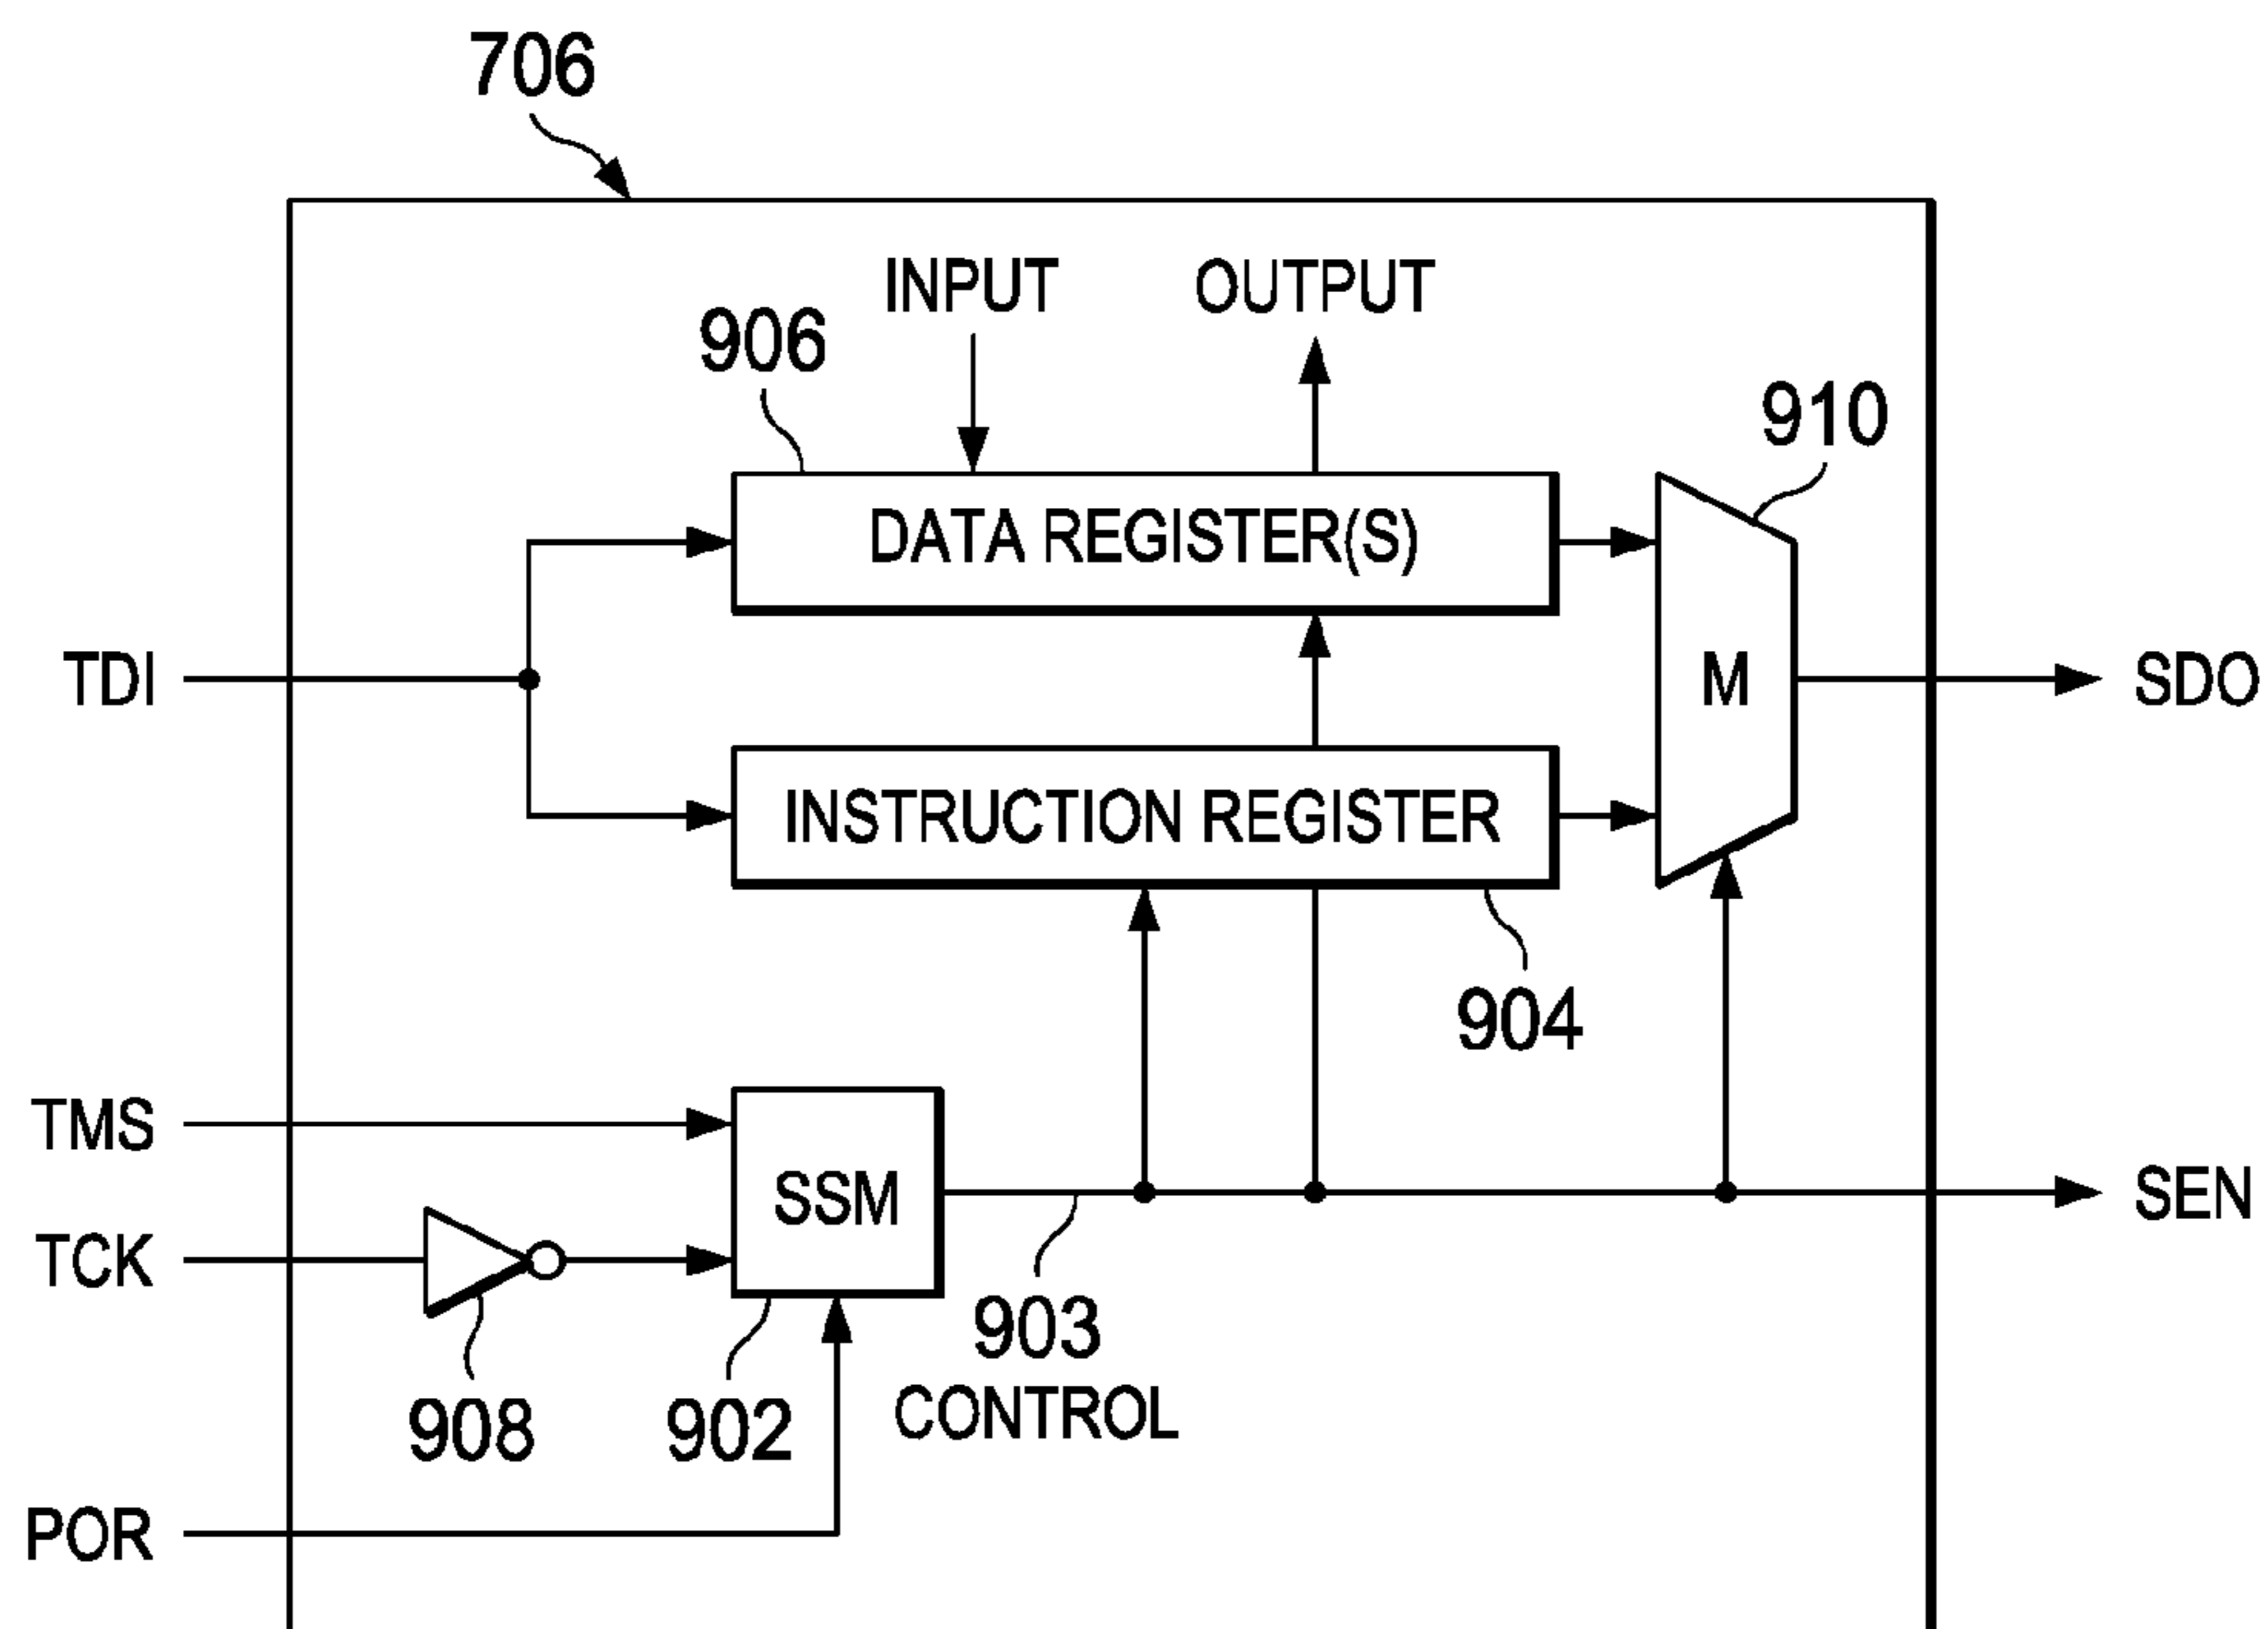 706
INPUT
OUTPUT
906
910
DATA REGISTER(S)
TDI
M
SDO
INSTRUCTION REGISTER
904
TMS
SSM
SEN
TCK
903
CONTROL
908
902
POR